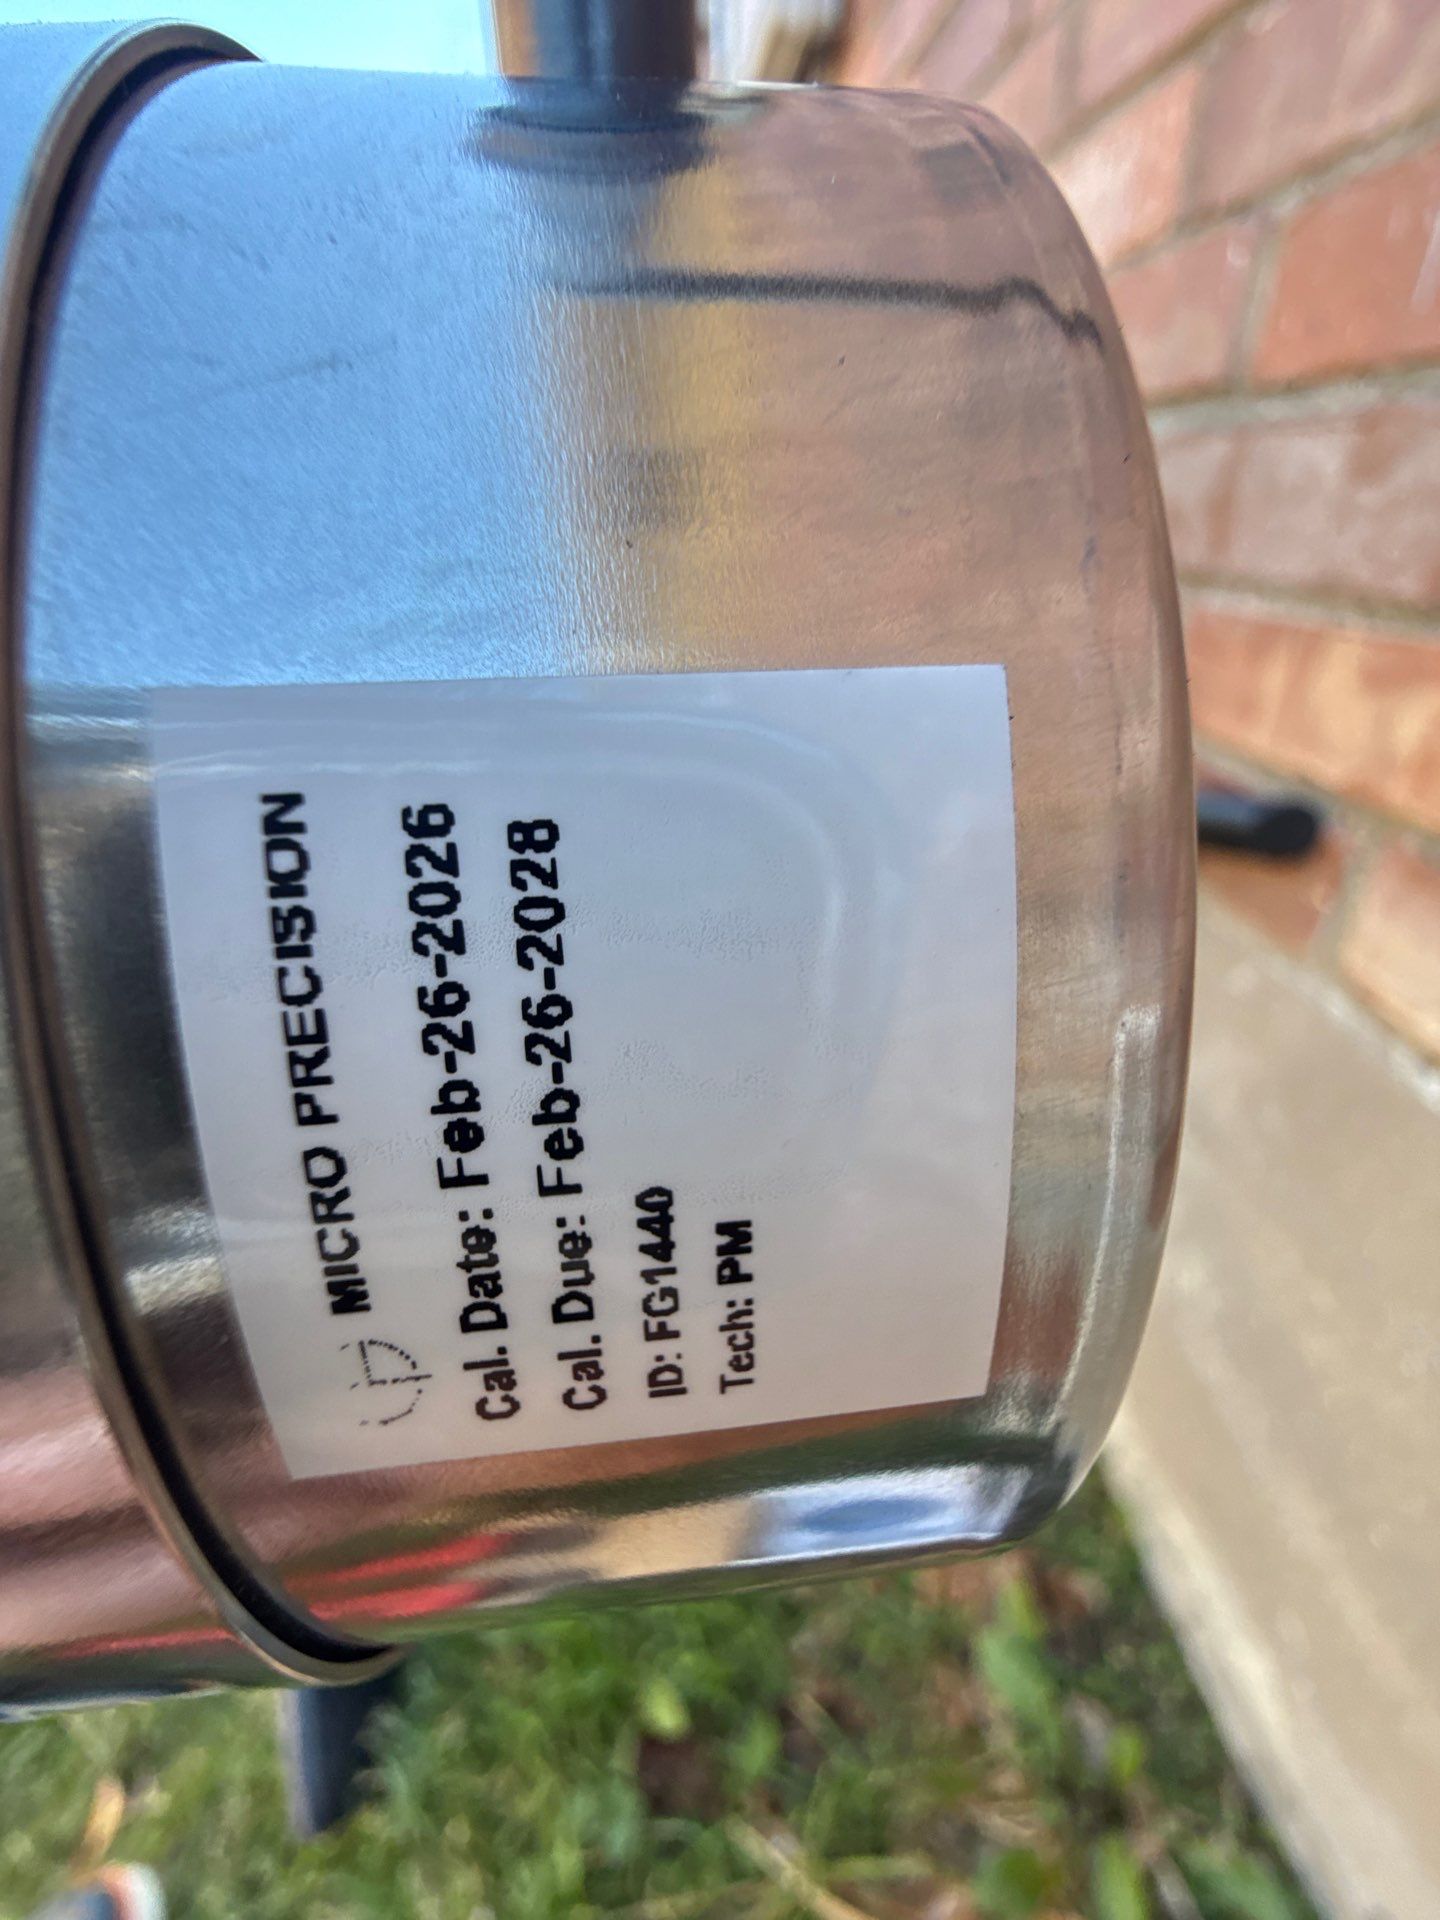 MICRO PRECISION
Cal. Date: Feb-26-2026
Cal. Due: Feb-26-2028
ID: FG1440
Tech: PM